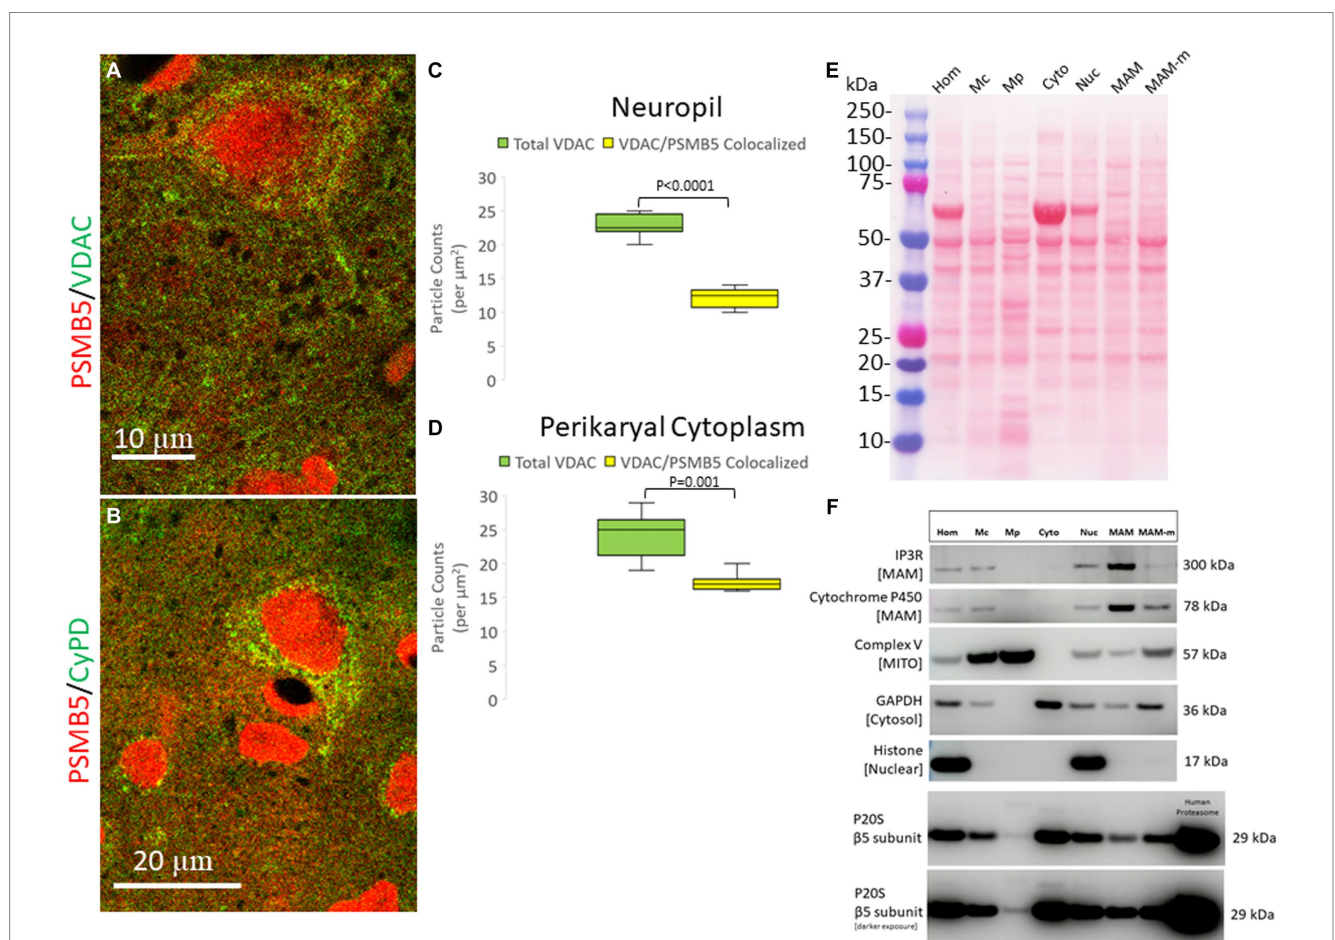 A
PSMB5/VDAC
10 µm
B
PSMB5/CyPD
20 µm
C
Neuropil
Total VDAC VDAC/PSMB5 Colocalized
P<0.0001
Particle Counts
(per µm²)
30
25
20
15
10
5
0
D
Perikaryal Cytoplasm
Total VDAC VDAC/PSMB5 Colocalized
P=0.001
Particle Counts
(per µm²)
30
25
20
15
10
5
0
E
kDa Hom Mc Mp Cyto Nuc MAM MAM-m
250-
150-
100-
75-
50-
37-
25-
20-
15-
10-
F
Hom Mc Mp Cyto Nuc MAM MAM-m
IP3R
[MAM]
300 kDa
Cytochrome P450
[MAM]
78 kDa
Complex V
[MITO]
57 kDa
GAPDH
[Cytosol]
36 kDa
Histone
[Nuclear]
17 kDa
Human
Proteasome
P20S
β5 subunit
29 kDa
P20S
β5 subunit
[darker exposure]
29 kDa